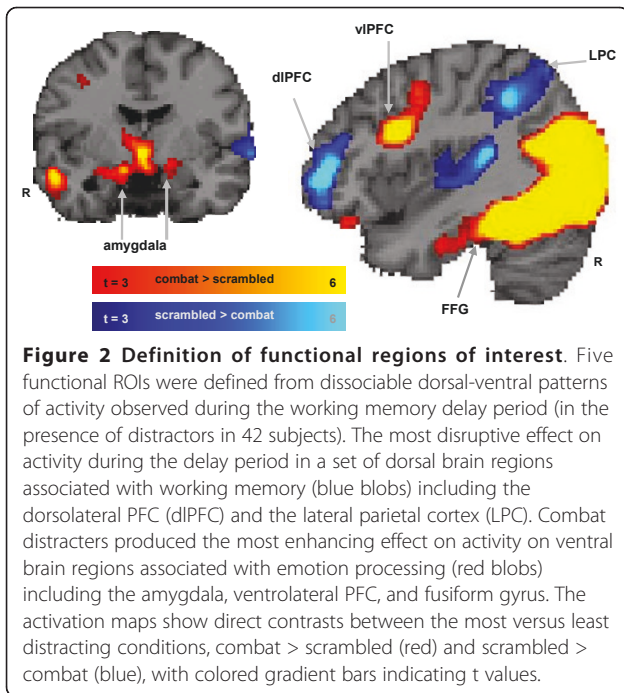 vlPFC
LPC
dlPFC
R
amygdala
t = 3 combat > scrambled 6
t = 3 scrambled > combat 6
FFG
R
Figure 2 Definition of functional regions of interest. Five
functional ROIs were defined from dissociable dorsal-ventral patterns
of activity observed during the working memory delay period (in the
presence of distractors in 42 subjects). The most disruptive effect on
activity during the delay period in a set of dorsal brain regions
associated with working memory (blue blobs) including the
dorsolateral PFC (dlPFC) and the lateral parietal cortex (LPC). Combat
distracters produced the most enhancing effect on activity on ventral
brain regions associated with emotion processing (red blobs)
including the amygdala, ventrolateral PFC, and fusiform gyrus. The
activation maps show direct contrasts between the most versus least
distracting conditions, combat > scrambled (red) and scrambled >
combat (blue), with colored gradient bars indicating t values.